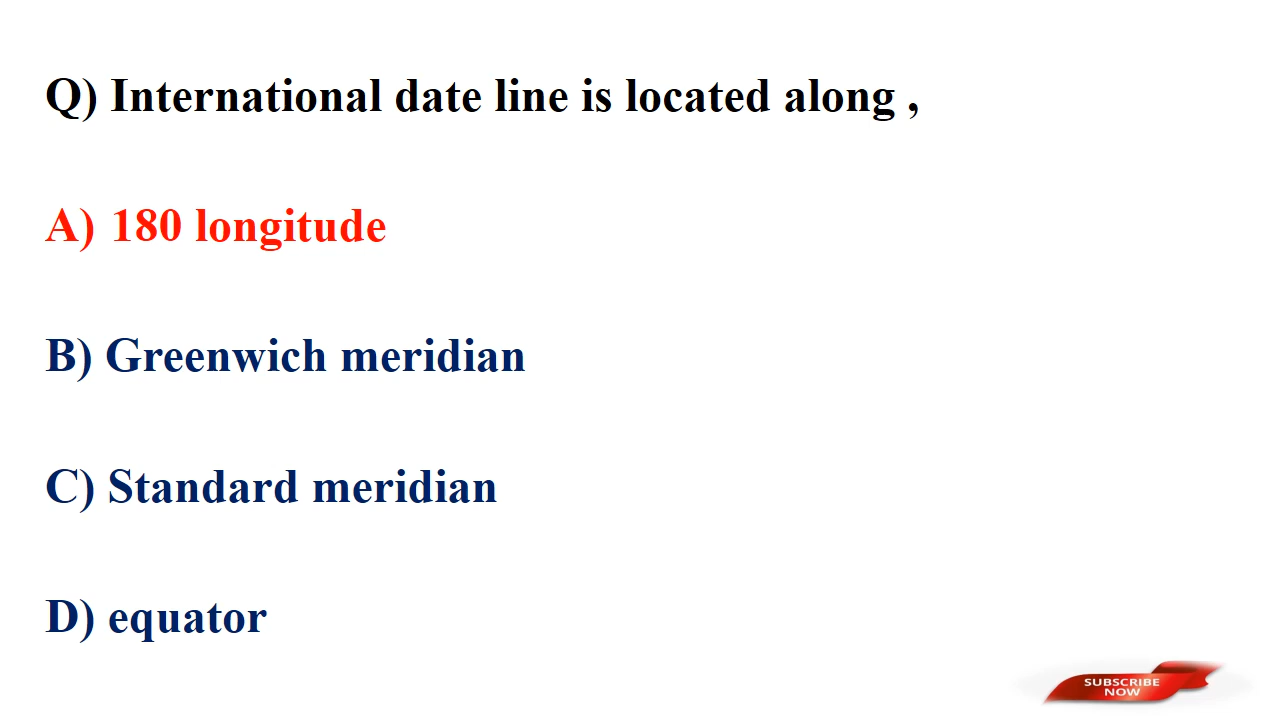 Q) International date line is located along ,
A) 180 longitude
B) Greenwich meridian
C) Standard meridian
D) equator
SUBSCRIBE
NOW